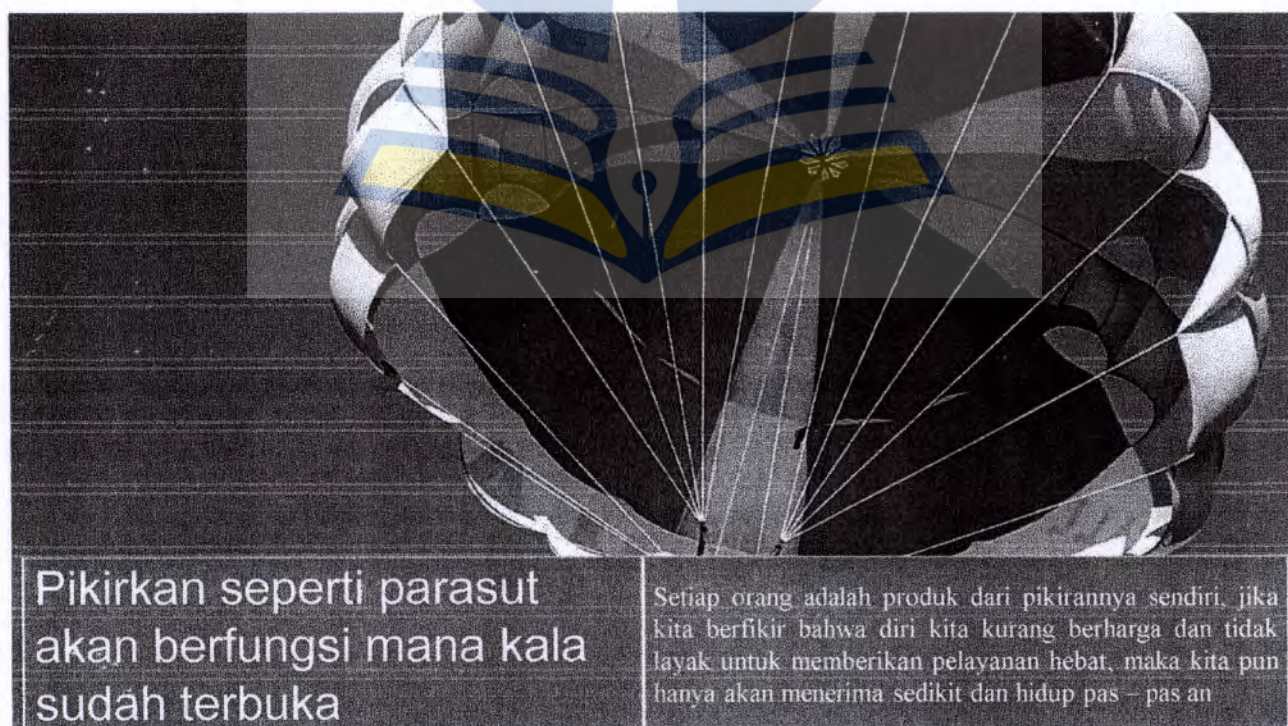 Pikirkan seperti parasut
akan berfungsi mana kala
sudah terbuka
Setiap orang adalah produk dari pikirannya sendiri, jika
kita berfikir bahwa diri kita kurang berharga dan tidak
layak untuk memberikan pelayanan hebat, maka kita pun
hanya akan menerima sedikit dan hidup pas – pas an